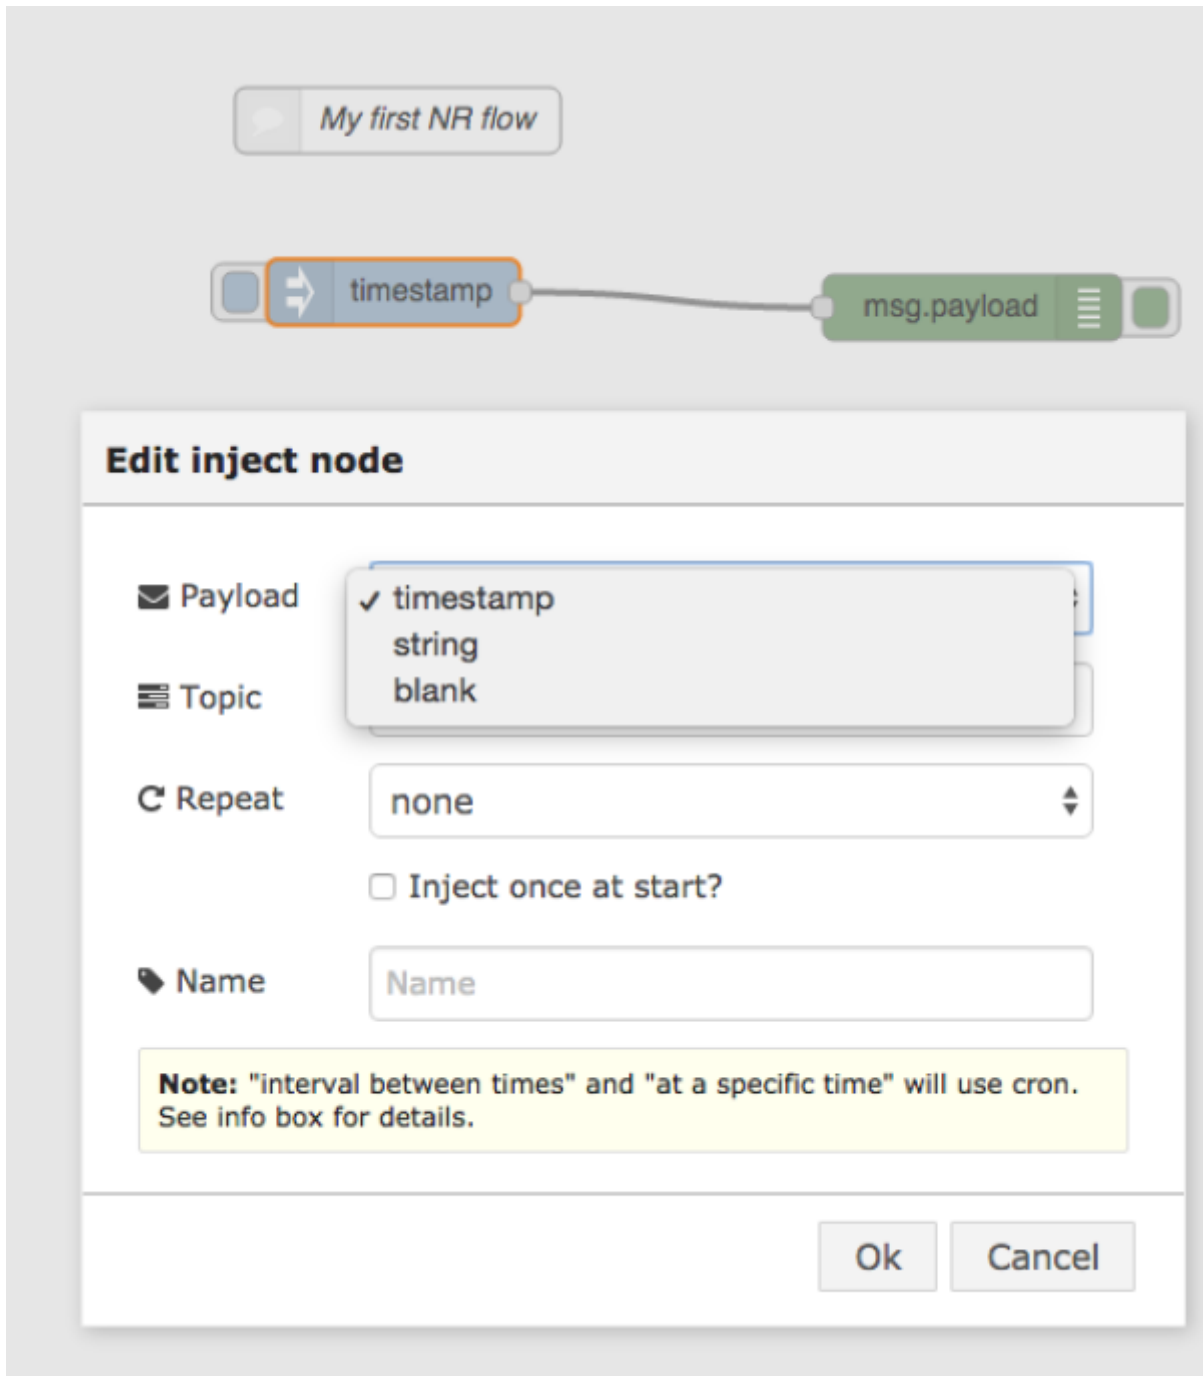 My first NR flow
timestamp
msg.payload
Edit inject node
Payload
timestamp
string
blank
Topic
Repeat
none
Inject once at start?
Name
Name
Note: "interval between times" and "at a specific time" will use cron.
See info box for details.
Ok
Cancel